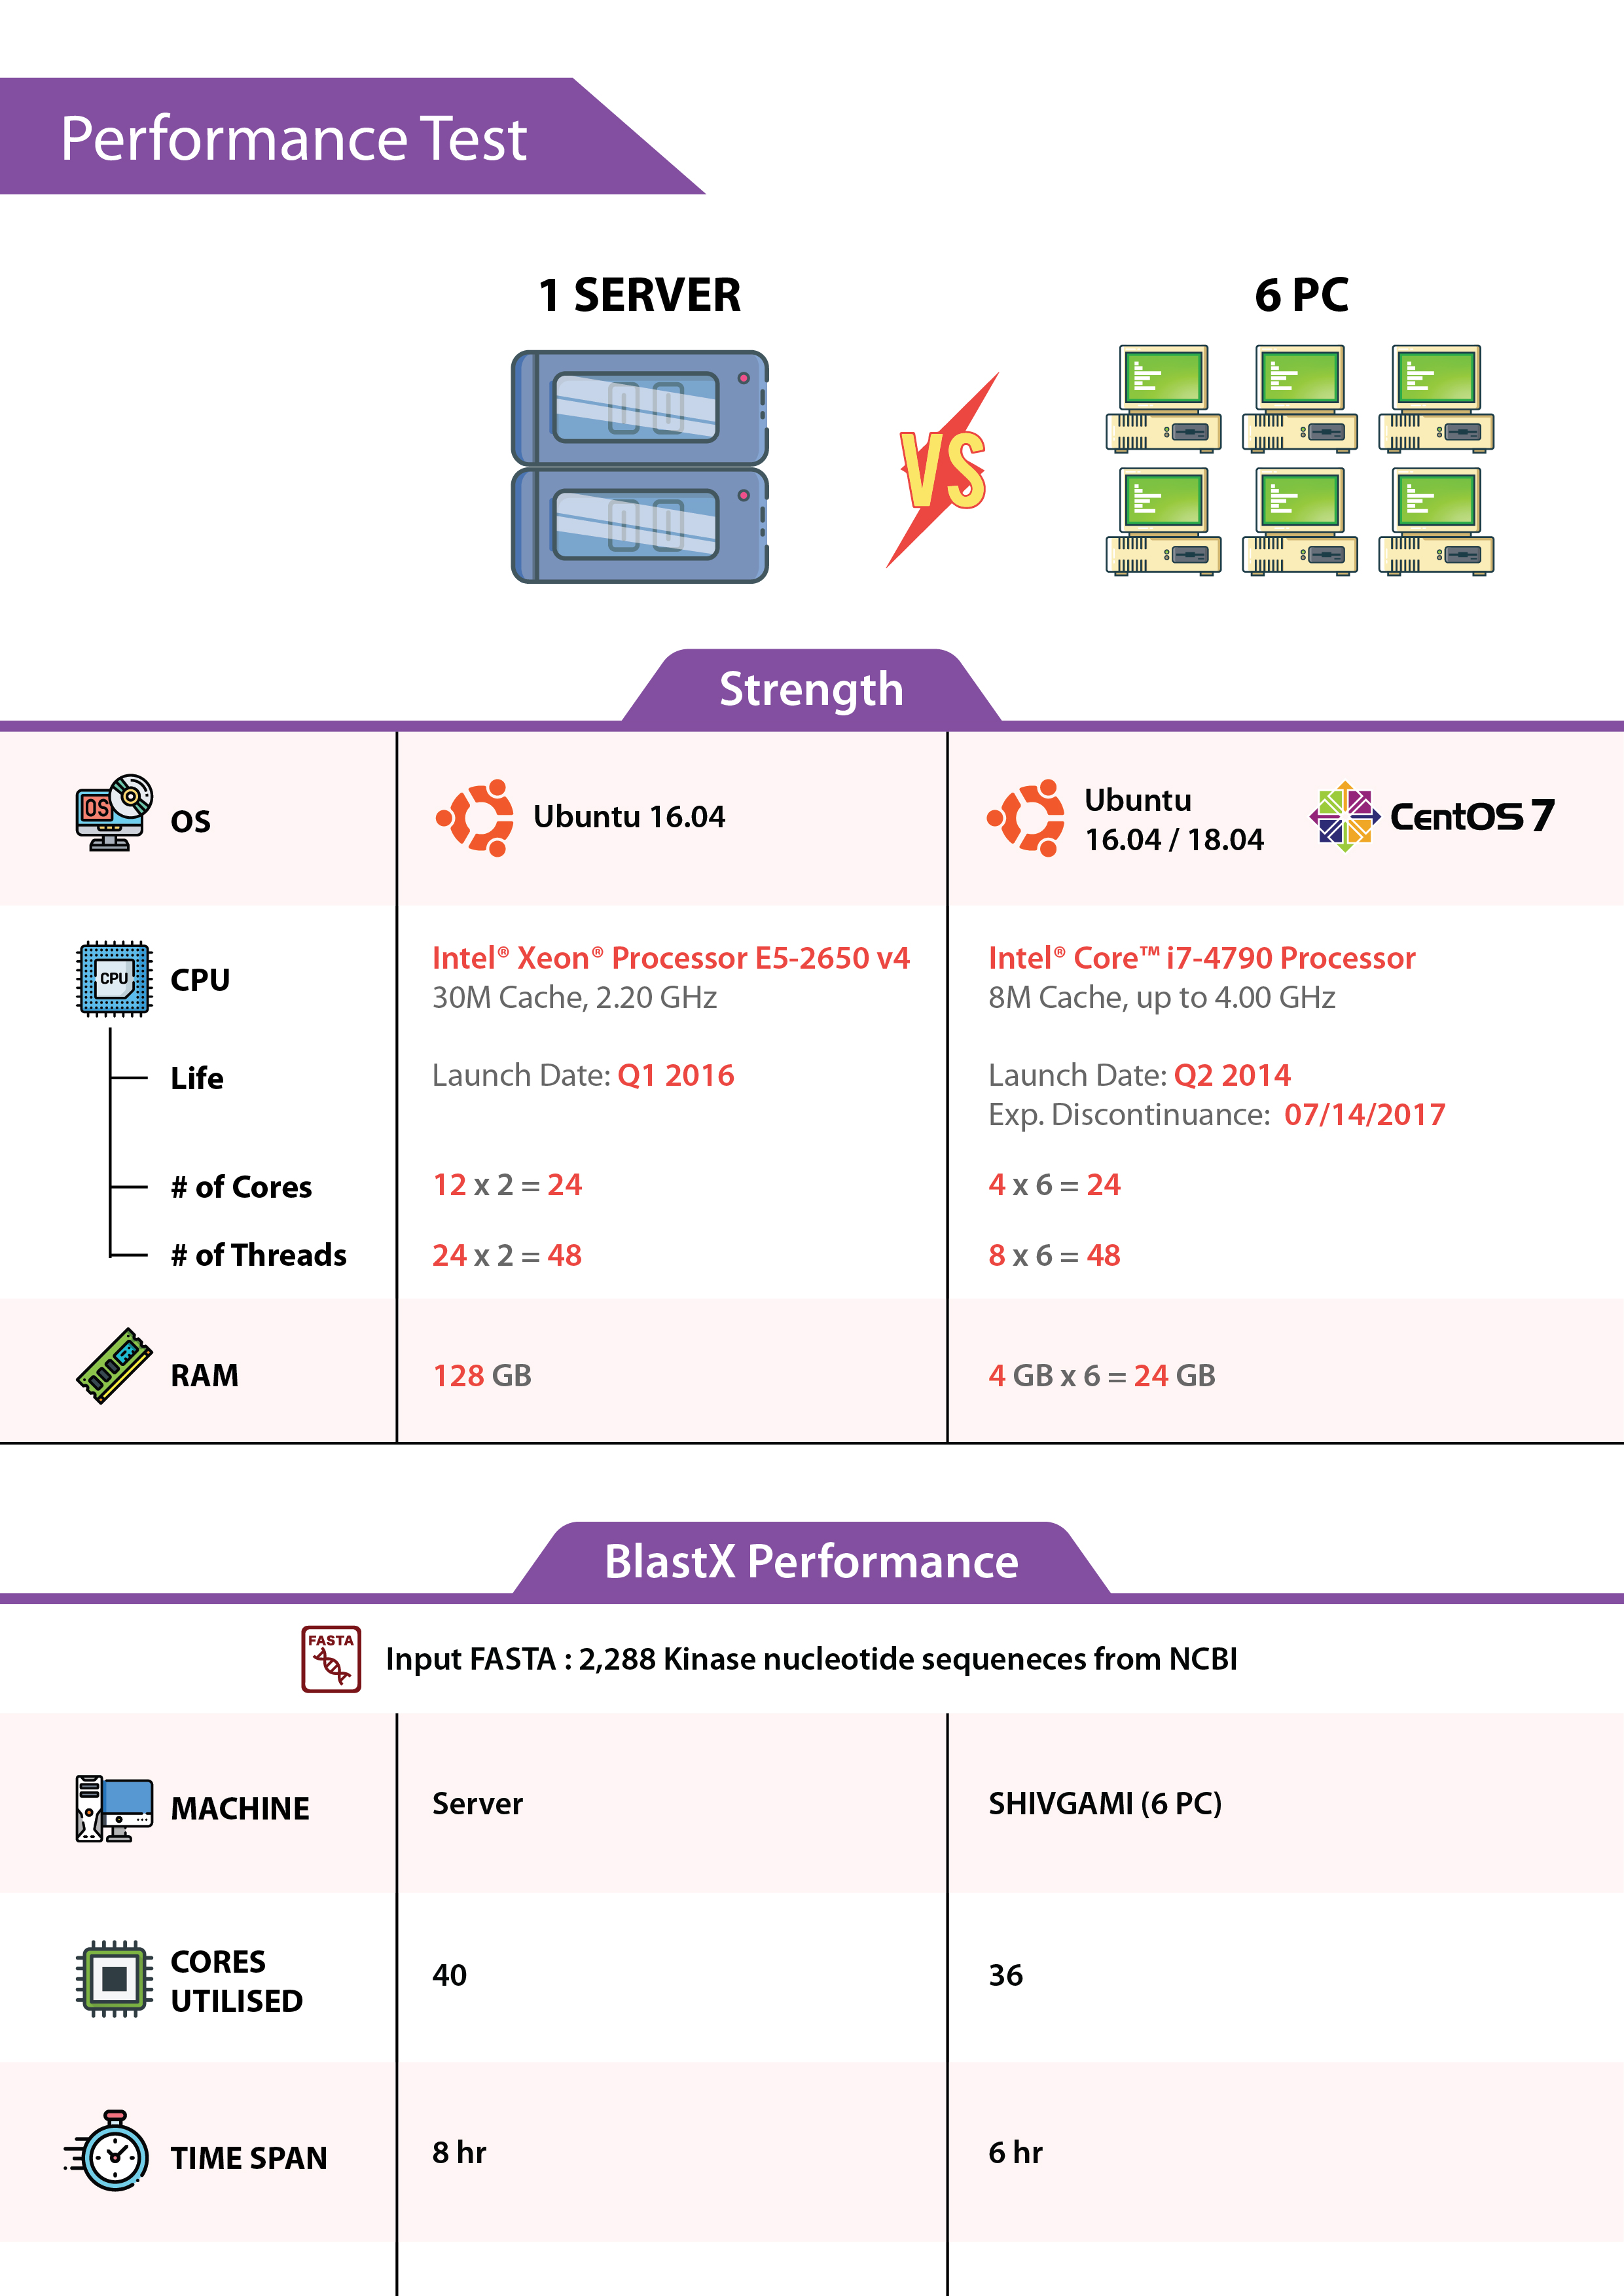 Performance Test
1 SERVER
6 PC
VS
Strength
OS
OS
Ubuntu 16.04
Ubuntu
16.04 / 18.04
CentOS 7
CPU
CPU
Intel® Xeon® Processor E5-2650 v4
30M Cache, 2.20 GHz
Intel® Core™ i7-4790 Processor
8M Cache, up to 4.00 GHz
Life
Launch Date: Q1 2016
Launch Date: Q2 2014
Exp. Discontinuance: 07/14/2017
# of Cores
12 x 2 = 24
4 x 6 = 24
# of Threads
24 x 2 = 48
8 x 6 = 48
RAM
128 GB
4 GB x 6 = 24 GB
BlastX Performance
FASTA
Input FASTA : 2,288 Kinase nucleotide sequeneces from NCBI
MACHINE
Server
SHIVGAMI (6 PC)
CORES
UTILISED
40
36
TIME SPAN
8 hr
6 hr